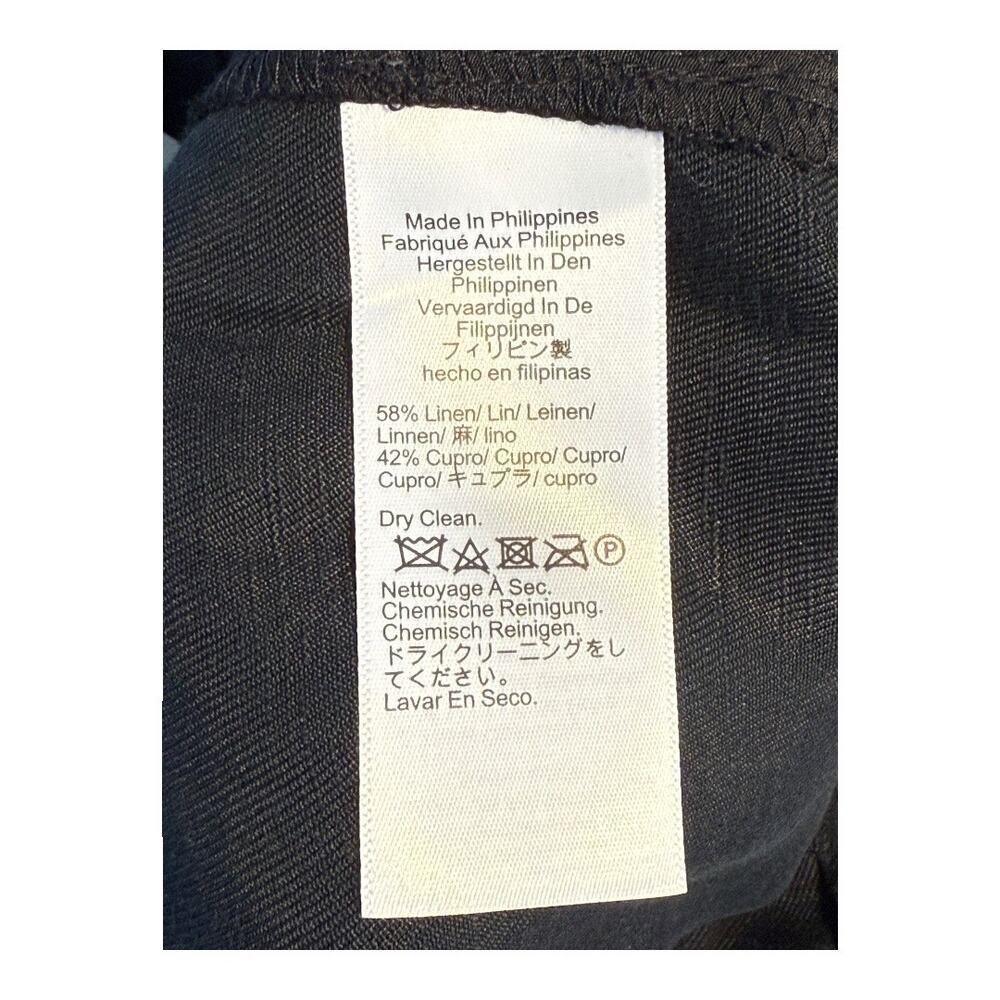 Made In Philippines
Fabriqué Aux Philippines
Hergestellt In Den
Philippinen
Vervaardigd In De
Filippijnen
フィリピン製
hecho en filipinas
58% Linen/ Lin/ Leinen/
Linnen/ 麻/ lino
42% Cupro/ Cupro/ Cupro/
Cupro/ キュプラ/ cupro
Dry Clean.
P
Nettoyage À Sec.
Chemische Reinigung.
Chemisch Reinigen.
ドライクリーニングをし
てください。
Lavar En Seco.